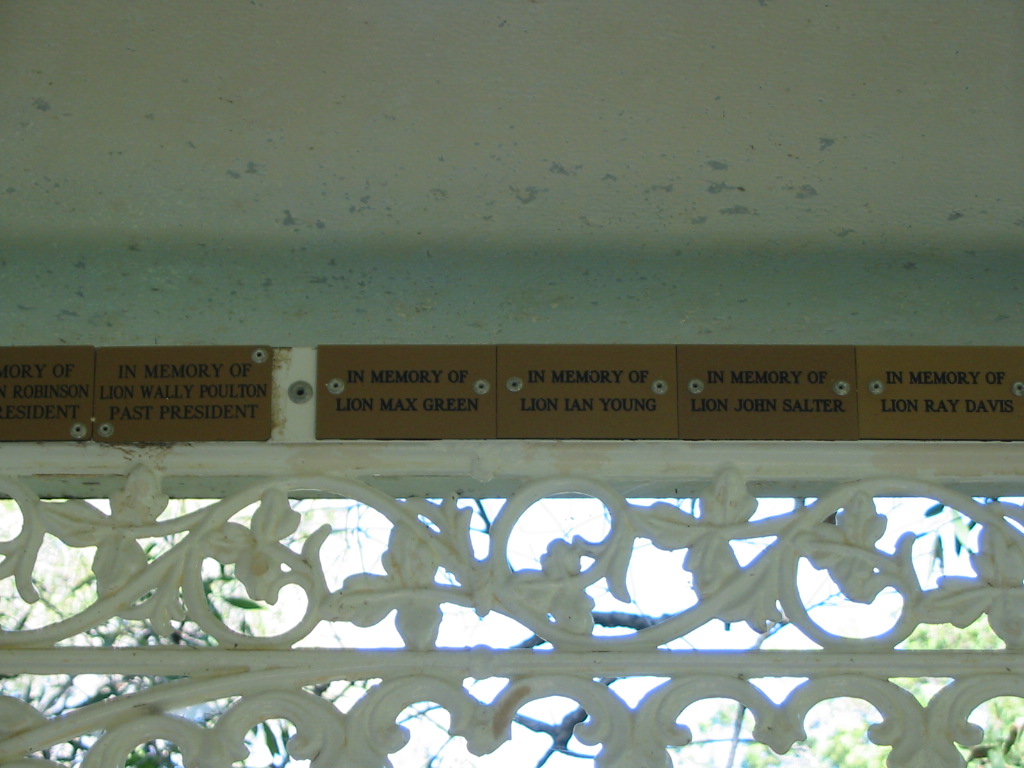 MORY OF
N ROBINSON
RESIDENT
IN MEMORY OF
LION WALLY POULTON
PAST PRESIDENT
IN MEMORY OF
LION MAX GREEN
IN MEMORY OF
LION IAN YOUNG
IN MEMORY OF
LION JOHN SALTER
IN MEMORY OF
LION RAY DAVIS